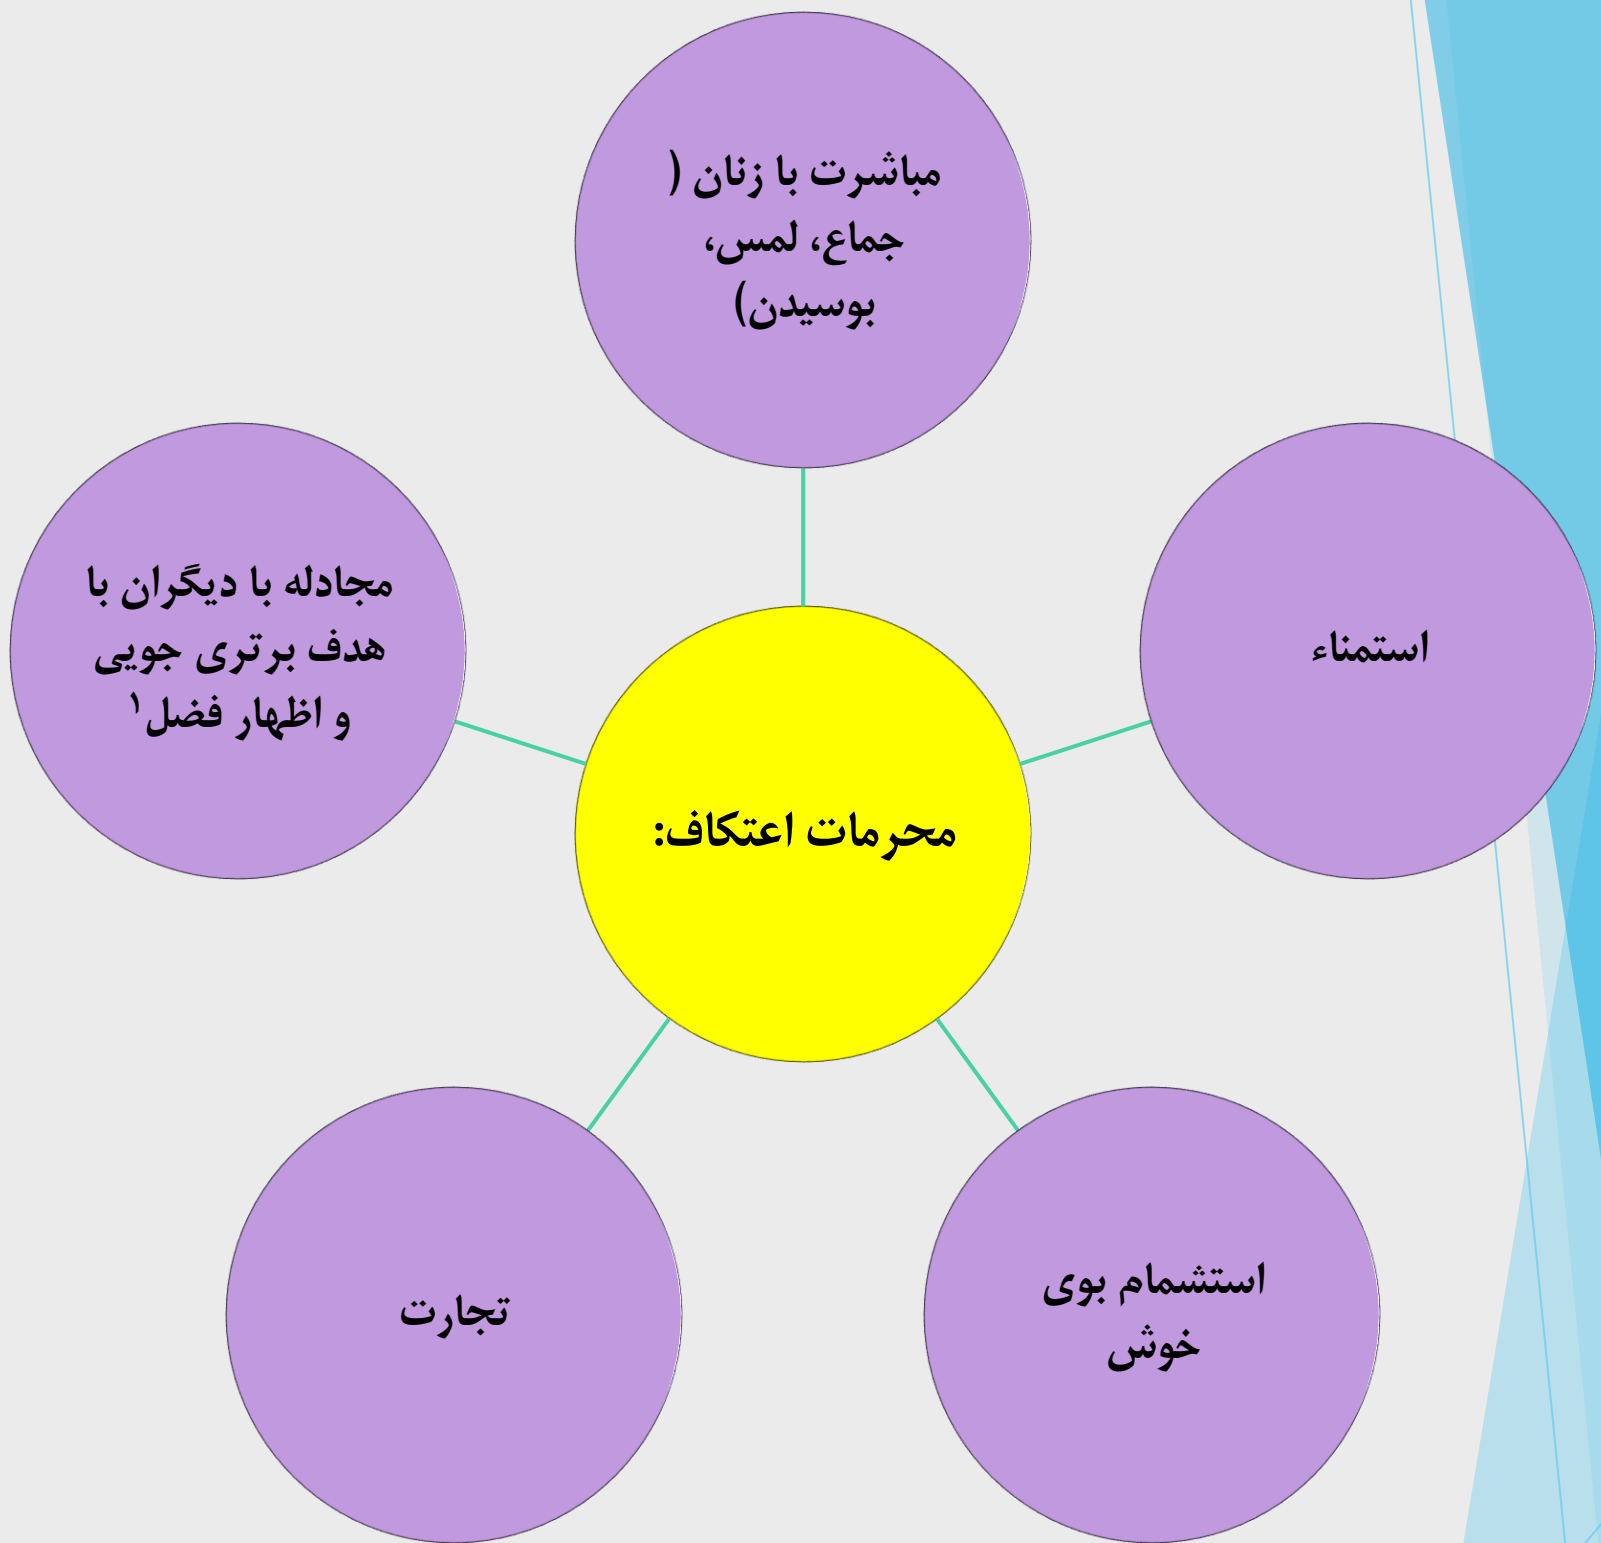 مباشرت با زنان (
جماع، لمس،
بوسیدن)
استمناء
استشمام بوی
خوش
تجارت
مجادله با دیگران با
هدف برتری جویی
و اظهار فضل۱
محرمات اعتکاف: